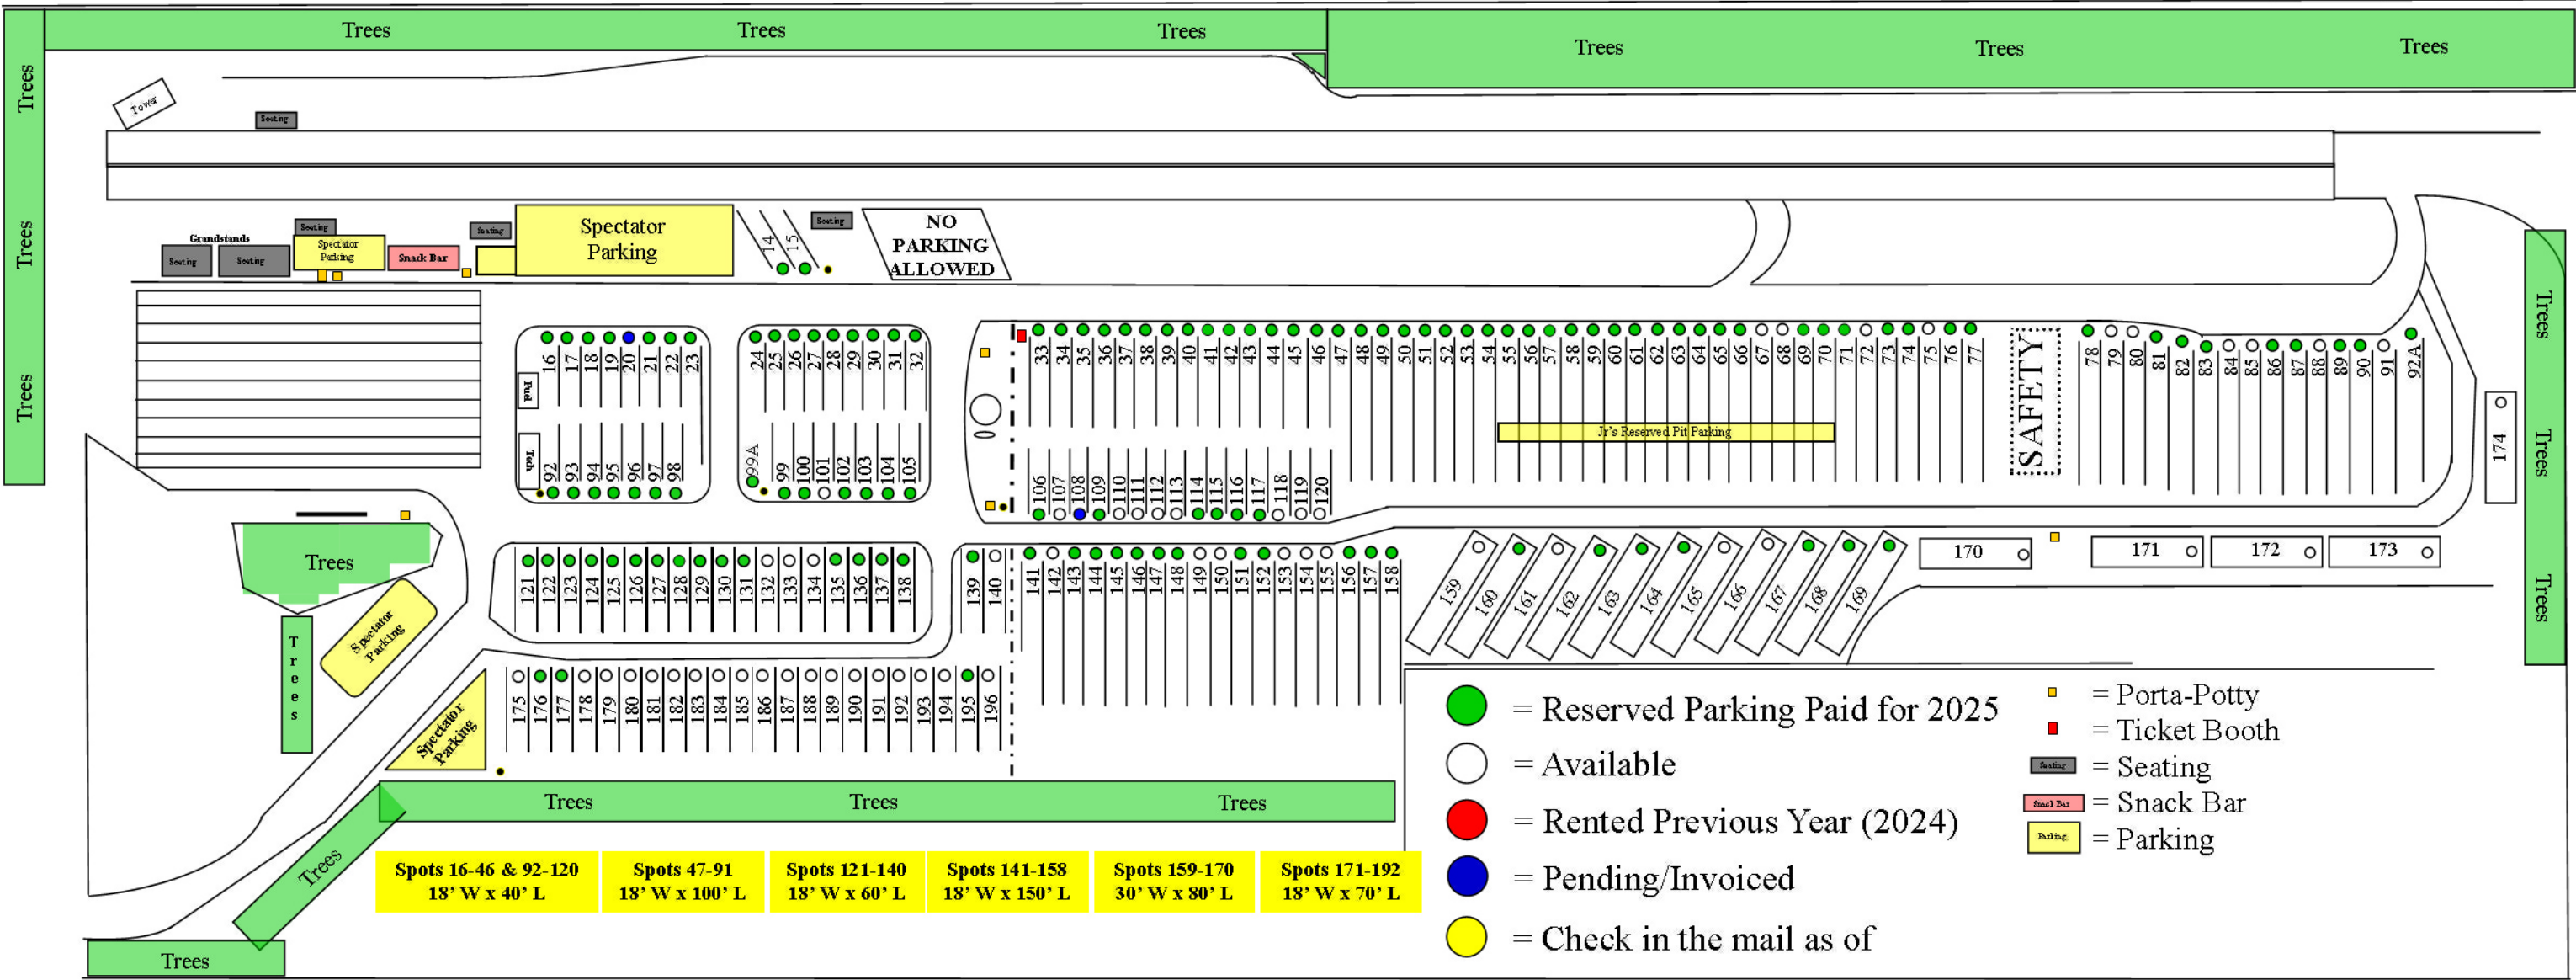 Trees
Trees
Trees
Trees
Trees
Trees
Trees
Trees
Trees
Tower
Seating
Grandstands
Seating
Seating
Seating
Spectator
Parking
Snack Bar
Seating
Spectator
Parking
14
15
Seating
NO
PARKING
ALLOWED
Fuel
16
17
18
19
20
21
22
23
24
25
26
27
28
29
30
31
32
33
34
35
36
37
38
39
40
41
42
43
44
45
46
47
48
49
50
51
52
53
54
55
56
57
58
59
60
61
62
63
64
65
66
67
68
69
70
71
72
73
74
75
76
77
SAFETY
78
79
80
81
82
83
84
85
86
87
88
89
90
91
92A
Trees
Trees
Trees
174
Jr's Reserved Pit Parking
Tech
92
93
94
95
96
97
98
99A
99
100
101
102
103
104
105
106
107
108
109
110
111
112
113
114
115
116
117
118
119
120
Trees
Trees
Spectator
Parking
121
122
123
124
125
126
127
128
129
130
131
132
133
134
135
136
137
138
139
140
141
142
143
144
145
146
147
148
149
150
151
152
153
154
155
156
157
158
159
160
161
162
163
164
165
166
167
168
169
170
171
172
173
Spectator
Parking
175
176
177
178
179
180
181
182
183
184
185
186
187
188
189
190
191
192
193
194
195
196
Trees
Trees
Trees
Trees
Trees
Spots 16-46 & 92-120
18' W x 40' L
Spots 47-91
18' W x 100' L
Spots 121-140
18' W x 60' L
Spots 141-158
18' W x 150' L
Spots 159-170
30' W x 80' L
Spots 171-192
18' W x 70' L
= Reserved Parking Paid for 2025
= Available
= Rented Previous Year (2024)
= Pending/Invoiced
= Check in the mail as of
= Porta-Potty
= Ticket Booth
Seating = Seating
Snack Bar = Snack Bar
Parking = Parking